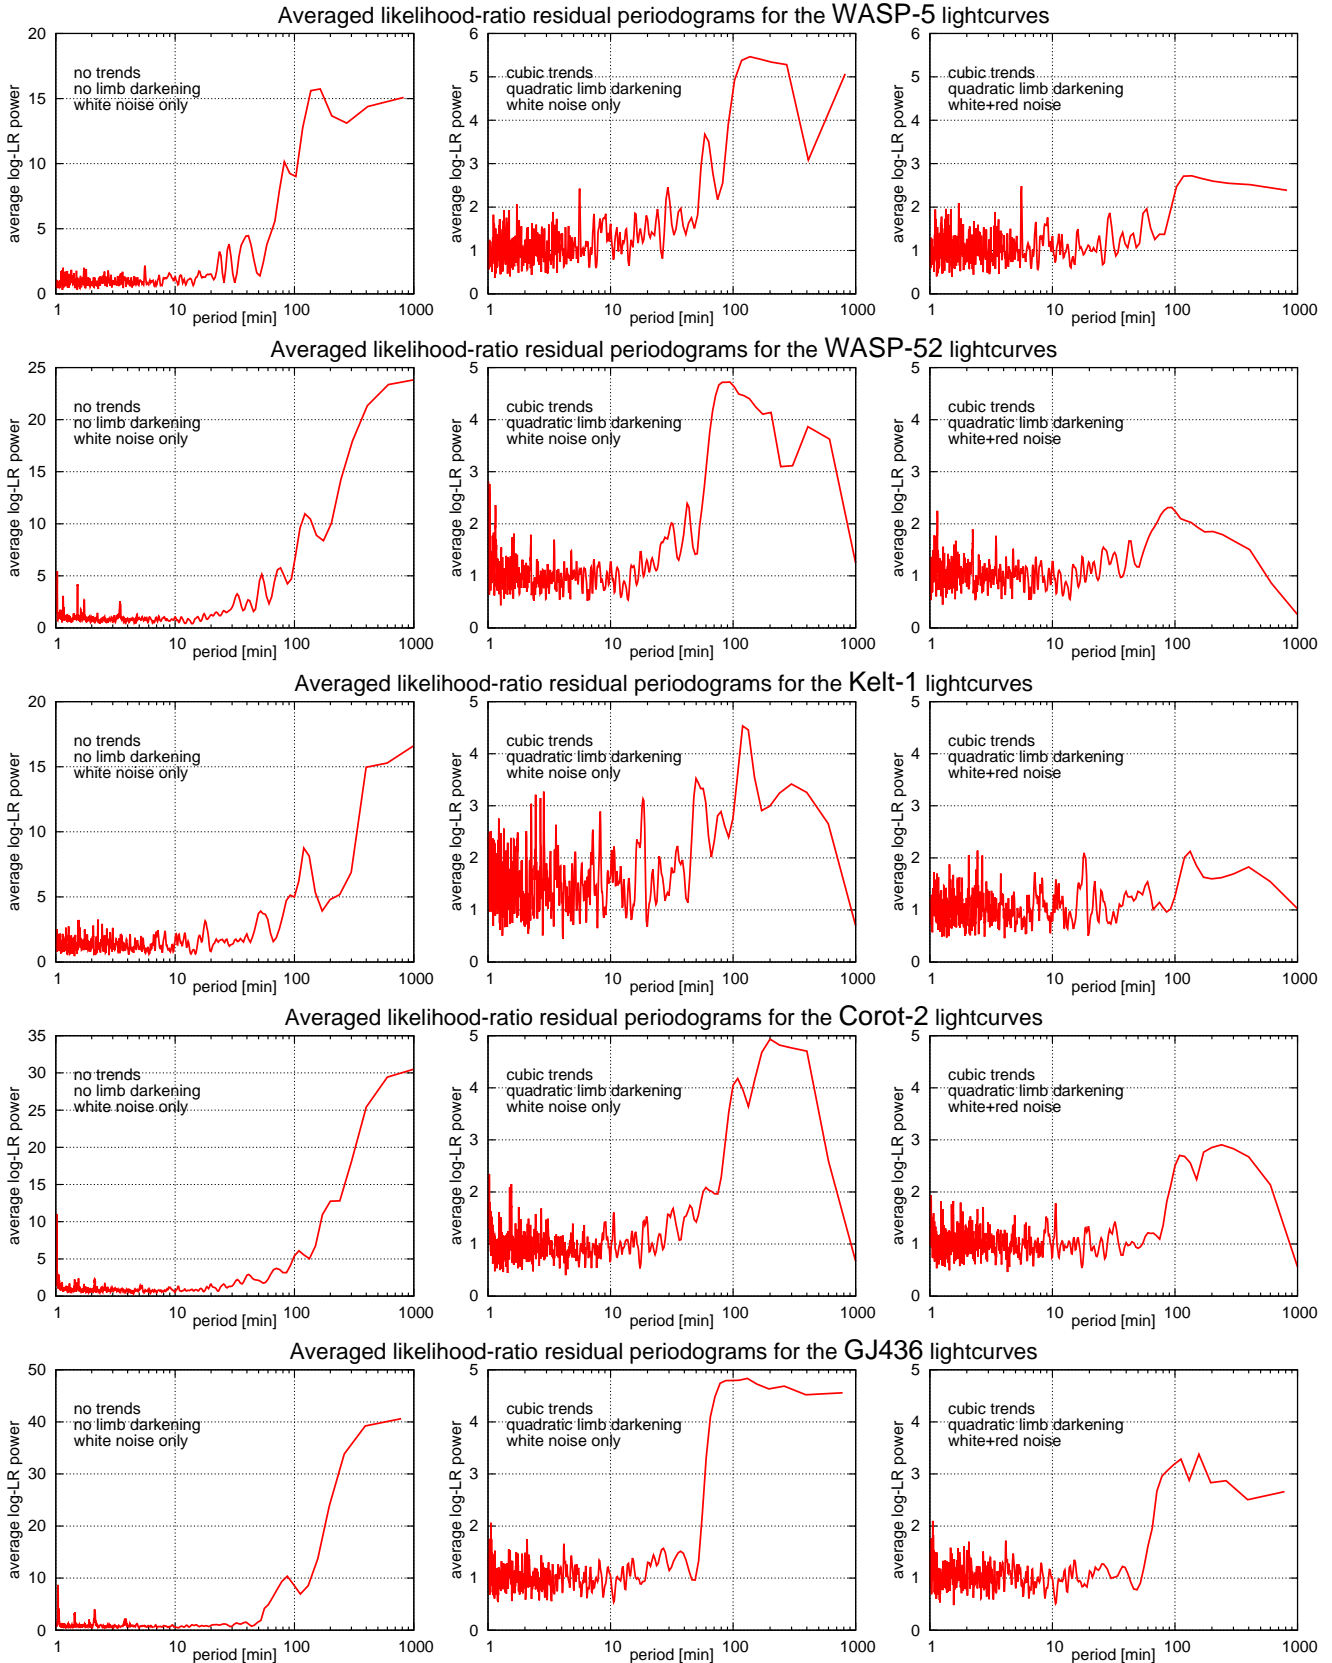 Averaged likelihood-ratio residual periodograms for the WASP-5 lightcurves
20
15
10
5
0
1 10 100 1000
average log-LR power
period [min]
no trends
no limb darkening
white noise only
6
5
4
3
2
1
0
1 10 100 1000
average log-LR power
period [min]
cubic trends
quadratic limb darkening
white noise only
6
5
4
3
2
1
0
1 10 100 1000
average log-LR power
period [min]
cubic trends
quadratic limb darkening
white+red noise
Averaged likelihood-ratio residual periodograms for the WASP-52 lightcurves
25
20
15
10
5
0
1 10 100 1000
average log-LR power
period [min]
no trends
no limb darkening
white noise only
5
4
3
2
1
0
1 10 100 1000
average log-LR power
period [min]
cubic trends
quadratic limb darkening
white noise only
5
4
3
2
1
0
1 10 100 1000
average log-LR power
period [min]
cubic trends
quadratic limb darkening
white+red noise
Averaged likelihood-ratio residual periodograms for the Kelt-1 lightcurves
20
15
10
5
0
1 10 100 1000
average log-LR power
period [min]
no trends
no limb darkening
white noise only
5
4
3
2
1
0
1 10 100 1000
average log-LR power
period [min]
cubic trends
quadratic limb darkening
white noise only
5
4
3
2
1
0
1 10 100 1000
average log-LR power
period [min]
cubic trends
quadratic limb darkening
white+red noise
Averaged likelihood-ratio residual periodograms for the Corot-2 lightcurves
35
30
25
20
15
10
5
0
1 10 100 1000
average log-LR power
period [min]
no trends
no limb darkening
white noise only
5
4
3
2
1
0
1 10 100 1000
average log-LR power
period [min]
cubic trends
quadratic limb darkening
white noise only
5
4
3
2
1
0
1 10 100 1000
average log-LR power
period [min]
cubic trends
quadratic limb darkening
white+red noise
Averaged likelihood-ratio residual periodograms for the GJ436 lightcurves
50
40
30
20
10
0
1 10 100 1000
average log-LR power
period [min]
no trends
no limb darkening
white noise only
5
4
3
2
1
0
1 10 100 1000
average log-LR power
period [min]
cubic trends
quadratic limb darkening
white noise only
5
4
3
2
1
0
1 10 100 1000
average log-LR power
period [min]
cubic trends
quadratic limb darkening
white+red noise